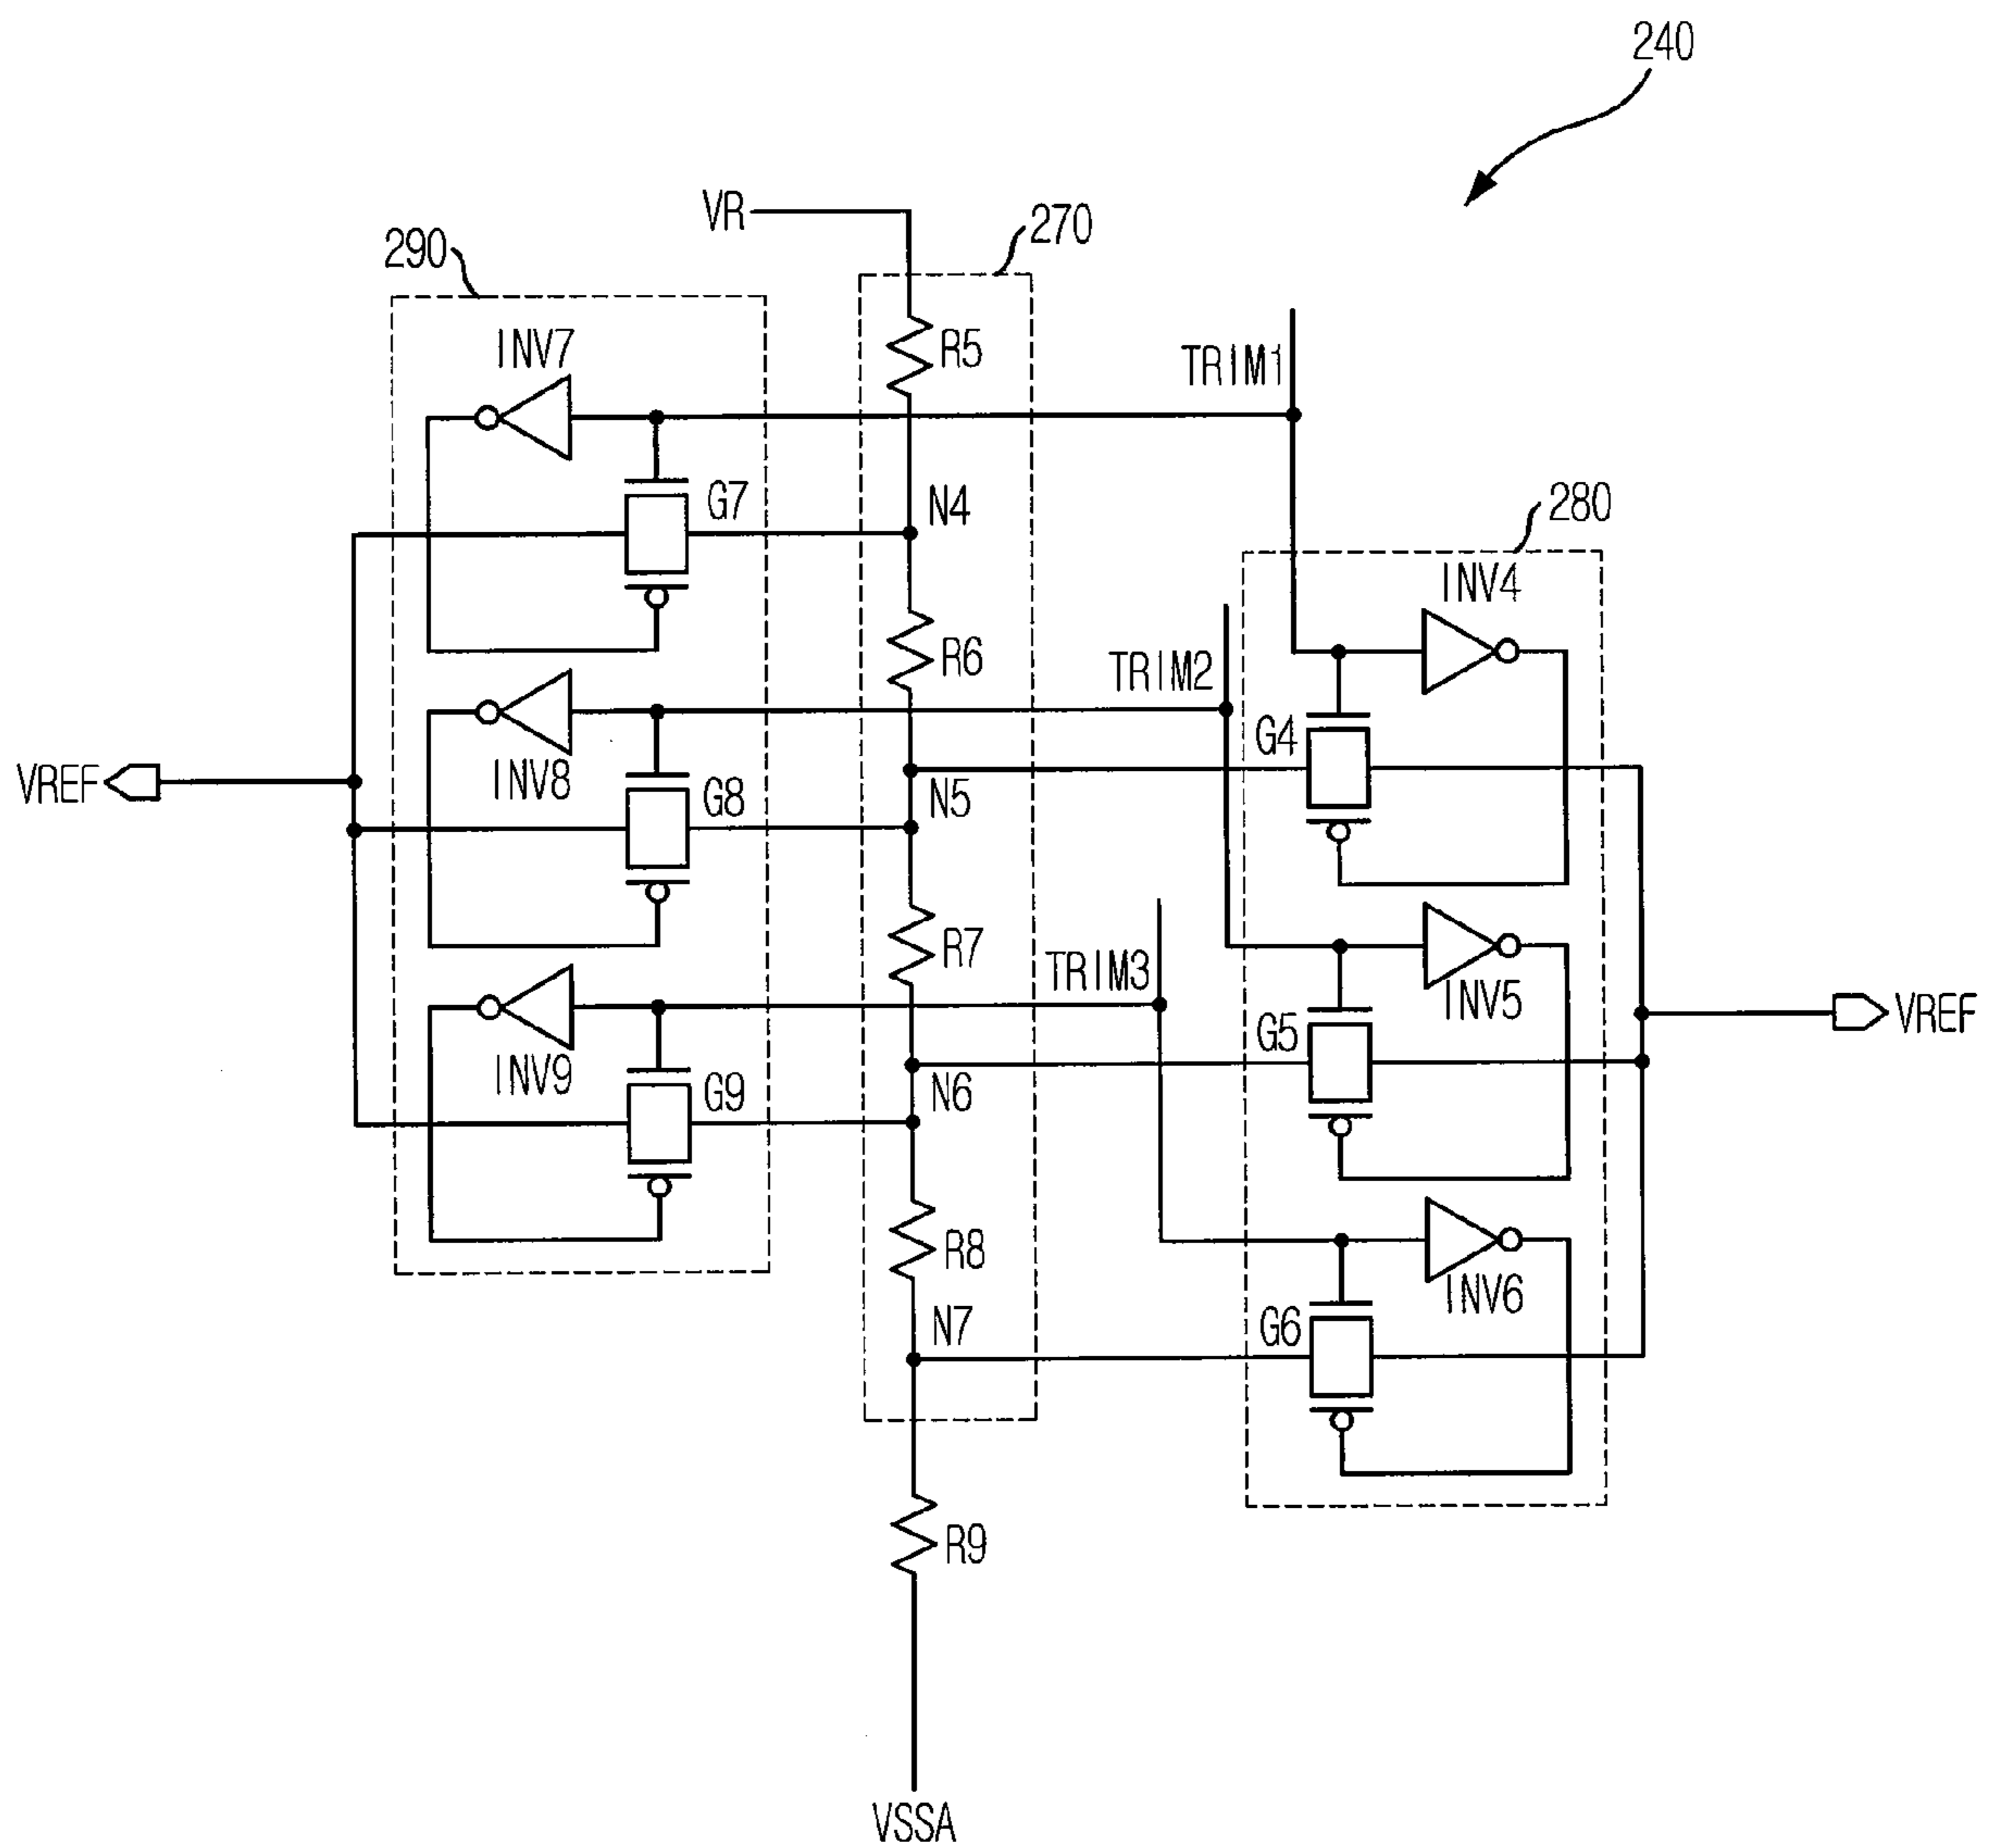 240
VR
270
290
INV7
R5
TRIM1
G7
N4
280
INV4
R6
TRIM2
G4
VREF
INV8
G8
N5
R7
TRIM3
INV5
VREF
G5
INV9
G9
N6
R8
INV6
N7
G6
R9
VSSA